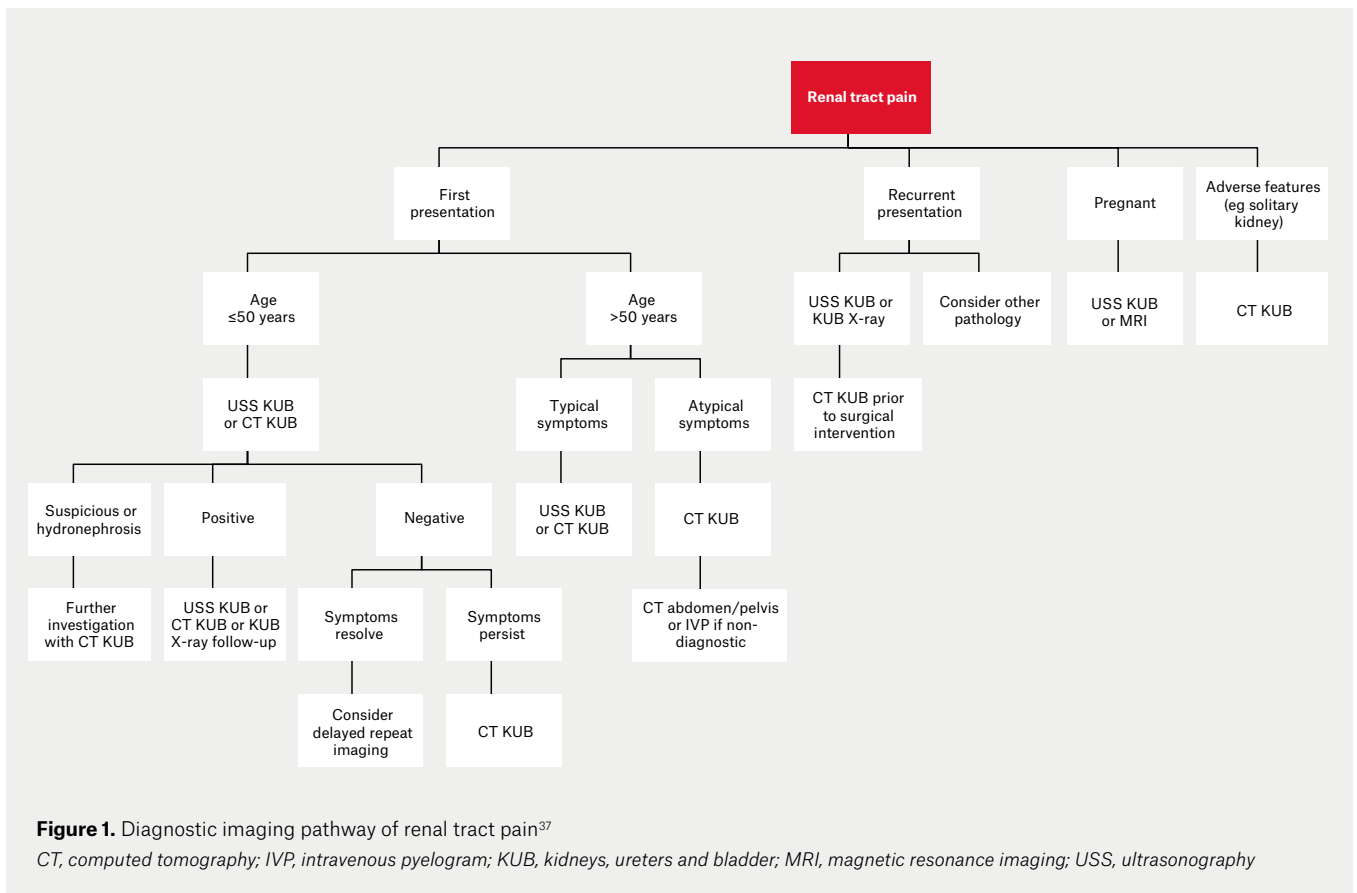 Renal tract pain
First
presentation
Recurrent
presentation
Pregnant
Adverse features
(eg solitary
kidney)
Age
≤50 years
Age
>50 years
USS KUB or
KUB X-ray
Consider other
pathology
USS KUB
or MRI
CT KUB
USS KUB
or CT KUB
Typical
symptoms
Atypical
symptoms
CT KUB prior
to surgical
intervention
Suspicious or
hydronephrosis
Positive
Negative
USS KUB
or CT KUB
CT KUB
Further
investigation
with CT KUB
USS KUB or
CT KUB or KUB
X-ray follow-up
Symptoms
resolve
Symptoms
persist
CT abdomen/pelvis
or IVP if non-
diagnostic
Consider
delayed repeat
imaging
CT KUB
Figure 1. Diagnostic imaging pathway of renal tract pain³⁷
CT, computed tomography; IVP, intravenous pyelogram; KUB, kidneys, ureters and bladder; MRI, magnetic resonance imaging; USS, ultrasonography